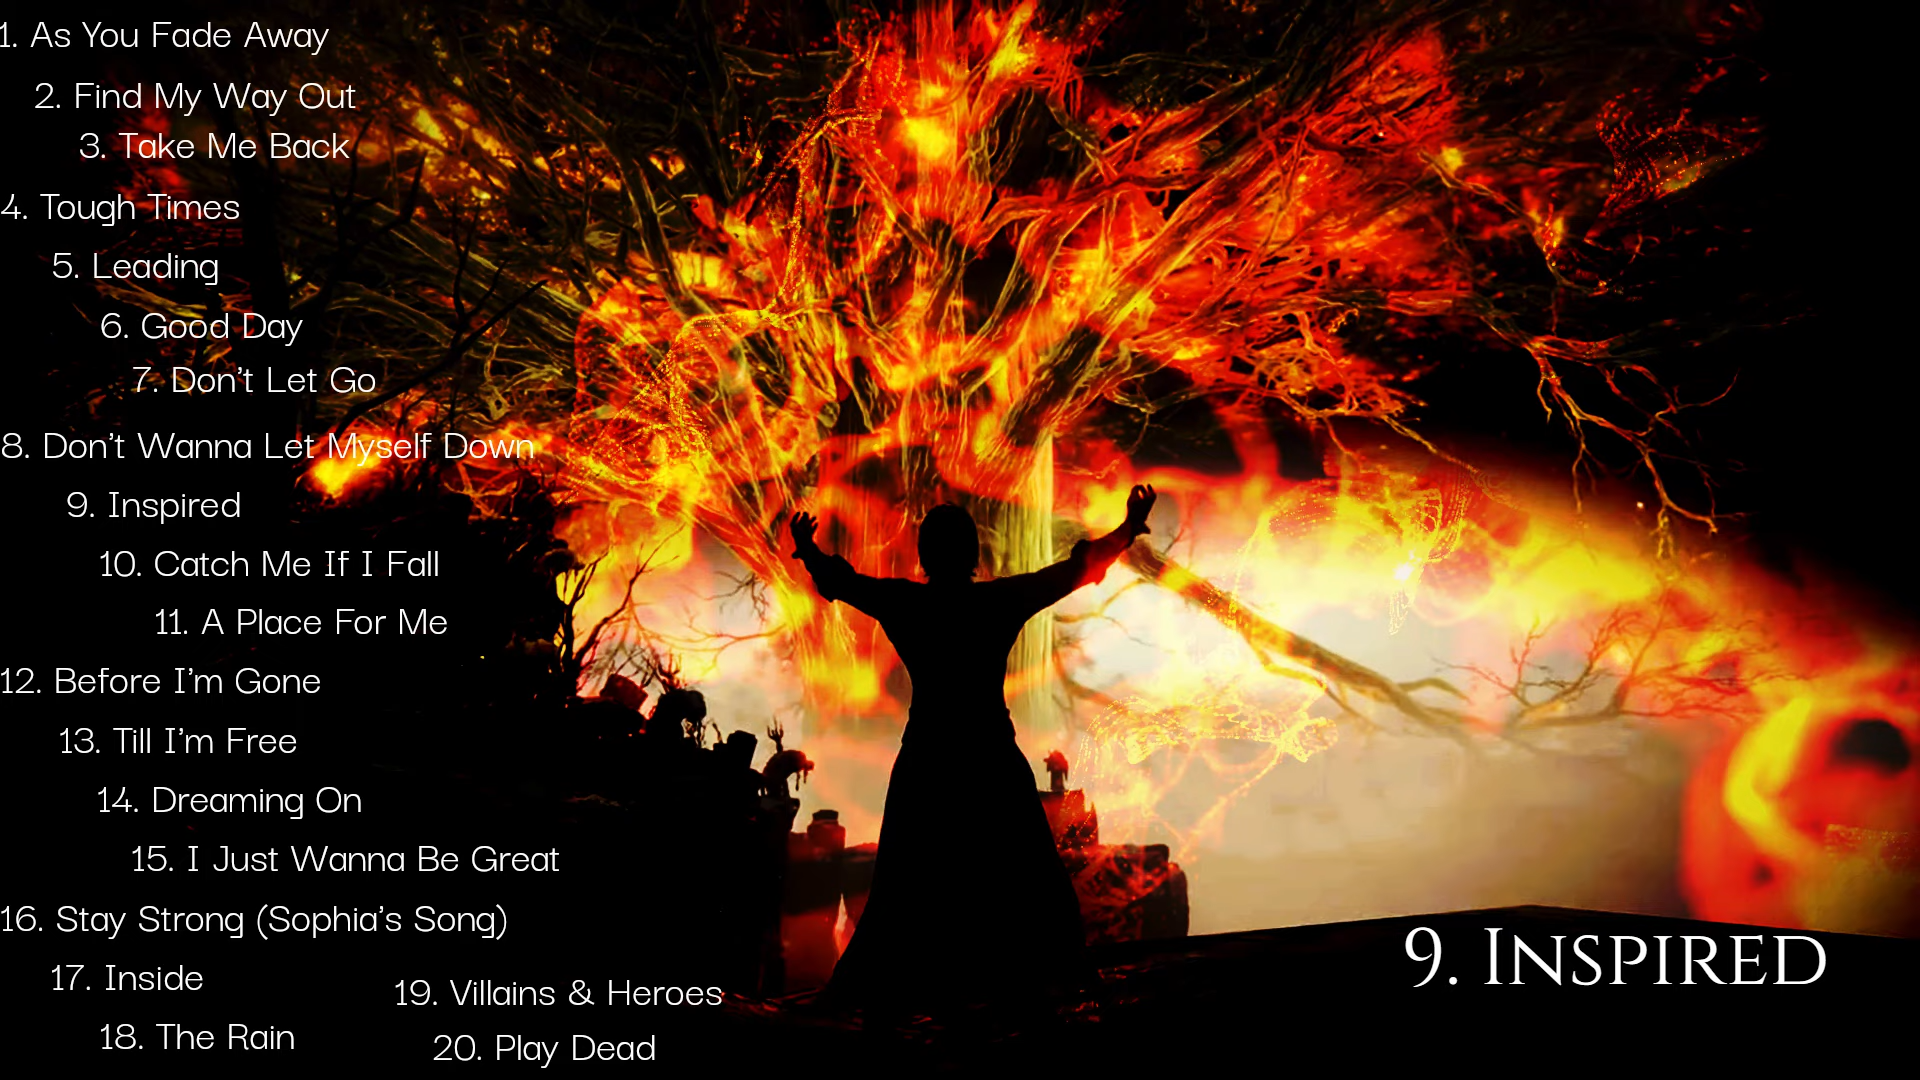 1. As You Fade Away
2. Find My Way Out
3. Take Me Back
4. Tough Times
5. Leading
6. Good Day
7. Don't Let Go
8. Don't Wanna Let Myself Down
9. Inspired
10. Catch Me If I Fall
11. A Place For Me
12. Before I'm Gone
13. Till I'm Free
14. Dreaming On
15. I Just Wanna Be Great
16. Stay Strong (Sophia's Song)
17. Inside
18. The Rain
19. Villains & Heroes
20. Play Dead
9. Inspired